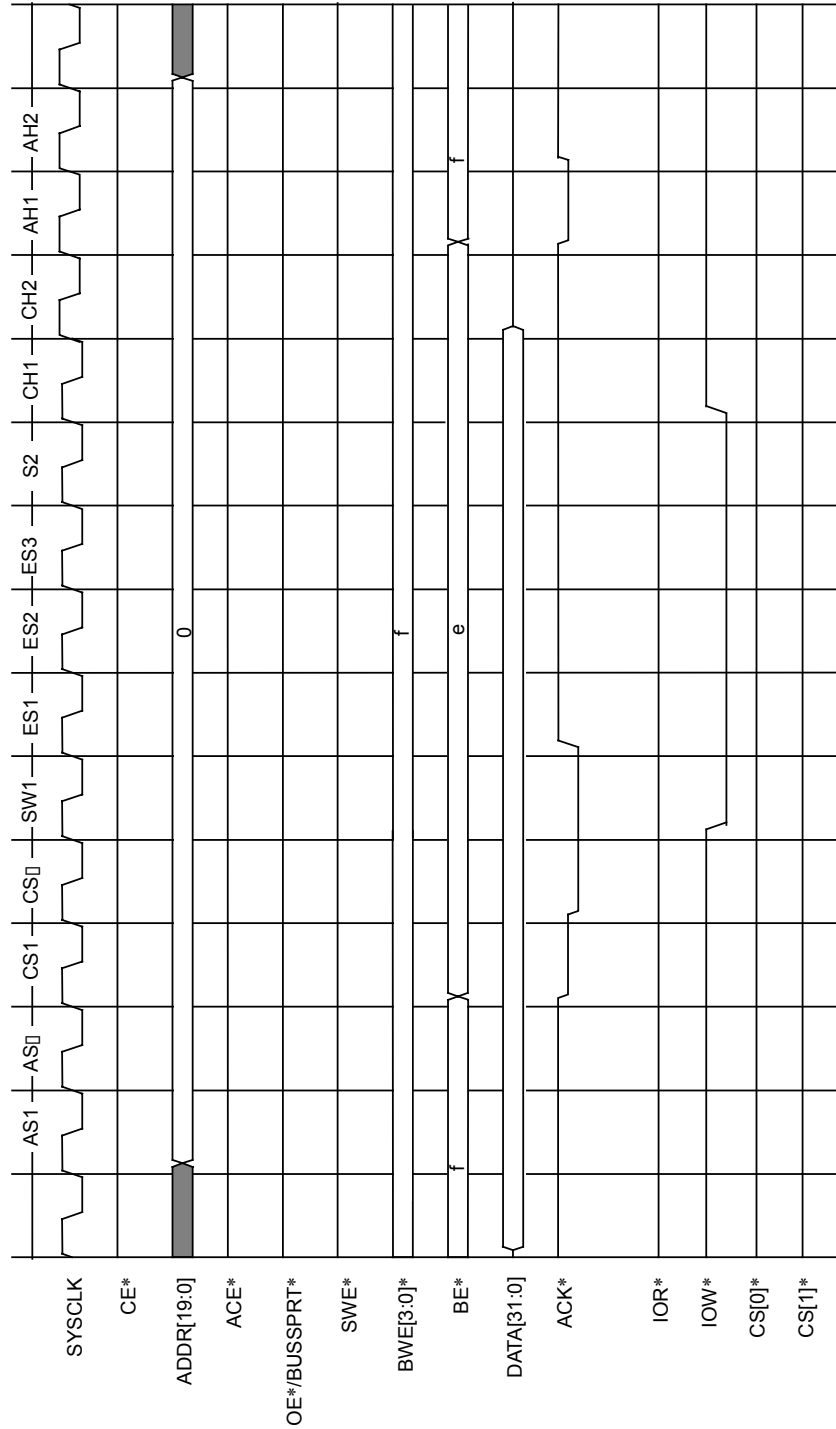 AS1 AS▯ CS1 CS▯ SW1 ES1 ES2 ES3 S2 CH1 CH2 AH1 AH2
SYSCLK
CE*
ADDR[19:0] 0
ACE*
OE*/BUSSPRT*
SWE*
BWE[3:0]* f
BE* f e f
DATA[31:0]
ACK*
IOR*
IOW*
CS[0]*
CS[1]*